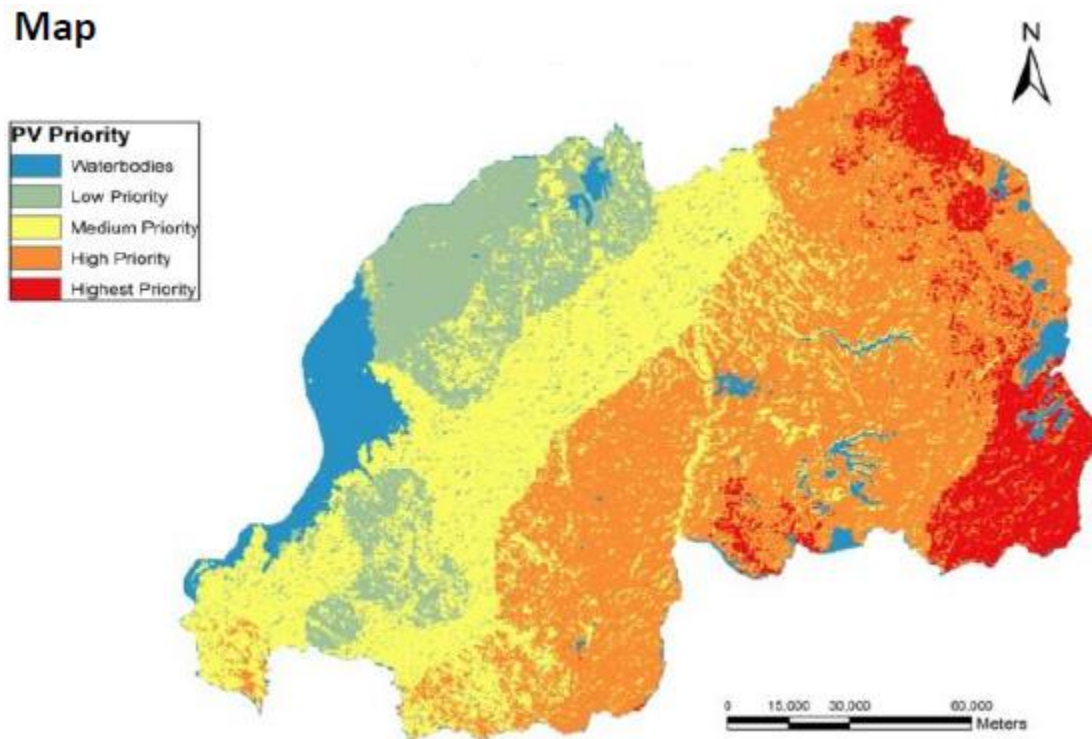 Map
N
PV Priority
Waterbodies
Low Priority
Medium Priority
High Priority
Highest Priority
0 15,000 30,000 60,000
Meters